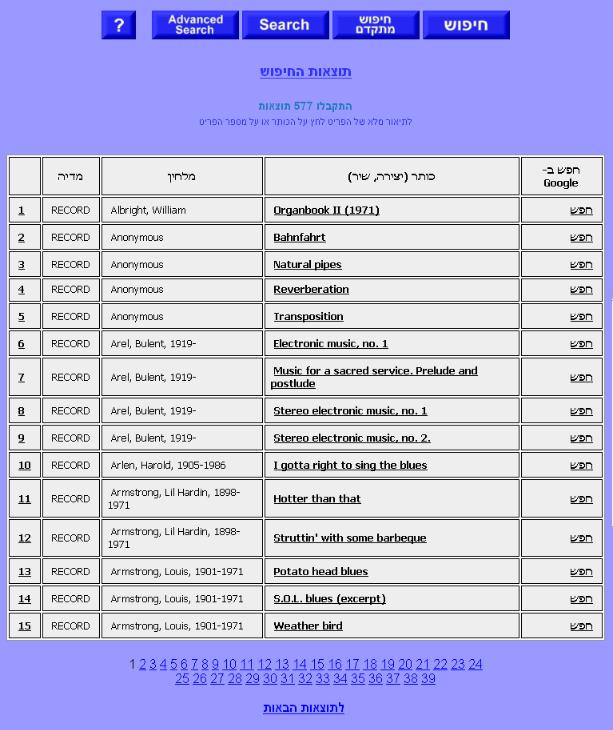 ? Advanced Search Search חיפוש מתקדם חיפוש
תוצאות החיפוש
התקבלו 577 תוצאות
לתיאור מלא של הפריט לחץ על הכותר או על מספר הפריט
מדיה מלחין כותר (יצירה, שיר) חפש ב- Google
1 RECORD Albright, William Organbook II (1971) חפש
2 RECORD Anonymous Bahnfahrt חפש
3 RECORD Anonymous Natural pipes חפש
4 RECORD Anonymous Reverberation חפש
5 RECORD Anonymous Transposition חפש
6 RECORD Arel, Bulent, 1919- Electronic music, no. 1 חפש
7 RECORD Arel, Bulent, 1919- Music for a sacred service. Prelude and postlude חפש
8 RECORD Arel, Bulent, 1919- Stereo electronic music, no. 1 חפש
9 RECORD Arel, Bulent, 1919- Stereo electronic music, no. 2. חפש
10 RECORD Arlen, Harold, 1905-1986 I gotta right to sing the blues חפש
11 RECORD Armstrong, Lil Hardin, 1898-1971 Hotter than that חפש
12 RECORD Armstrong, Lil Hardin, 1898-1971 Struttin' with some barbeque חפש
13 RECORD Armstrong, Louis, 1901-1971 Potato head blues חפש
14 RECORD Armstrong, Louis, 1901-1971 S.O.L. blues (excerpt) חפש
15 RECORD Armstrong, Louis, 1901-1971 Weather bird חפש
1 2 3 4 5 6 7 8 9 10 11 12 13 14 15 16 17 18 19 20 21 22 23 24
25 26 27 28 29 30 31 32 33 34 35 36 37 38 39
לתוצאות הבאות